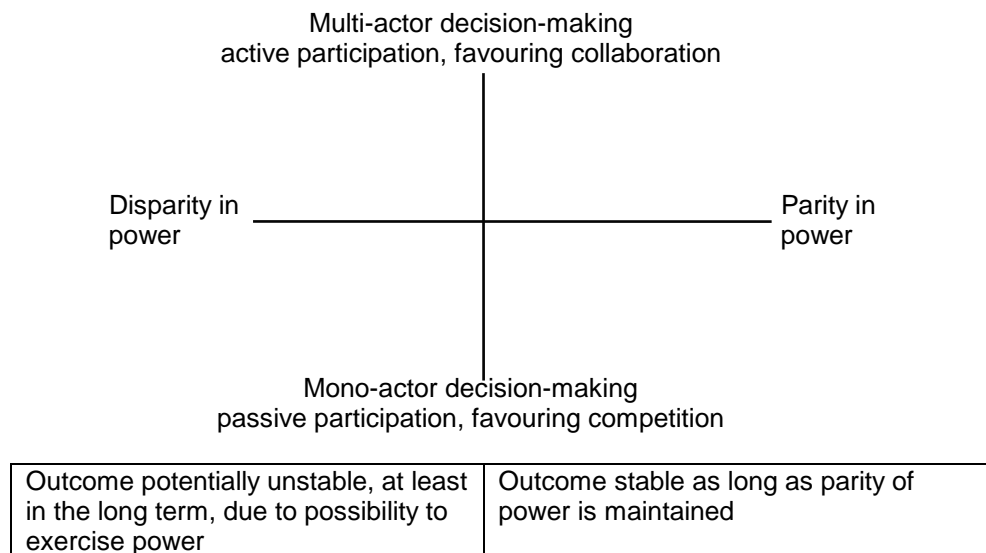 Multi-actor decision-making
active participation, favouring collaboration
Disparity in
power
Parity in
power
Mono-actor decision-making
passive participation, favouring competition
Outcome potentially unstable, at least
in the long term, due to possibility to
exercise power
Outcome stable as long as parity of
power is maintained